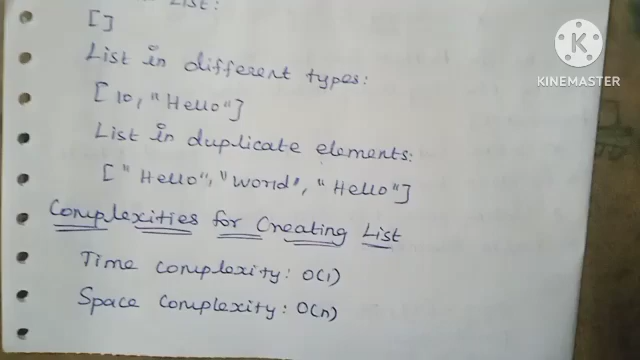 List:
[]
List in different types:
[10, "Hello"]
List in duplicate elements:
["Hello", "World", "Hello"]
Complexities for Creating List
Time complexity: O(1)
Space complexity: O(n)
K
KINEMASTER